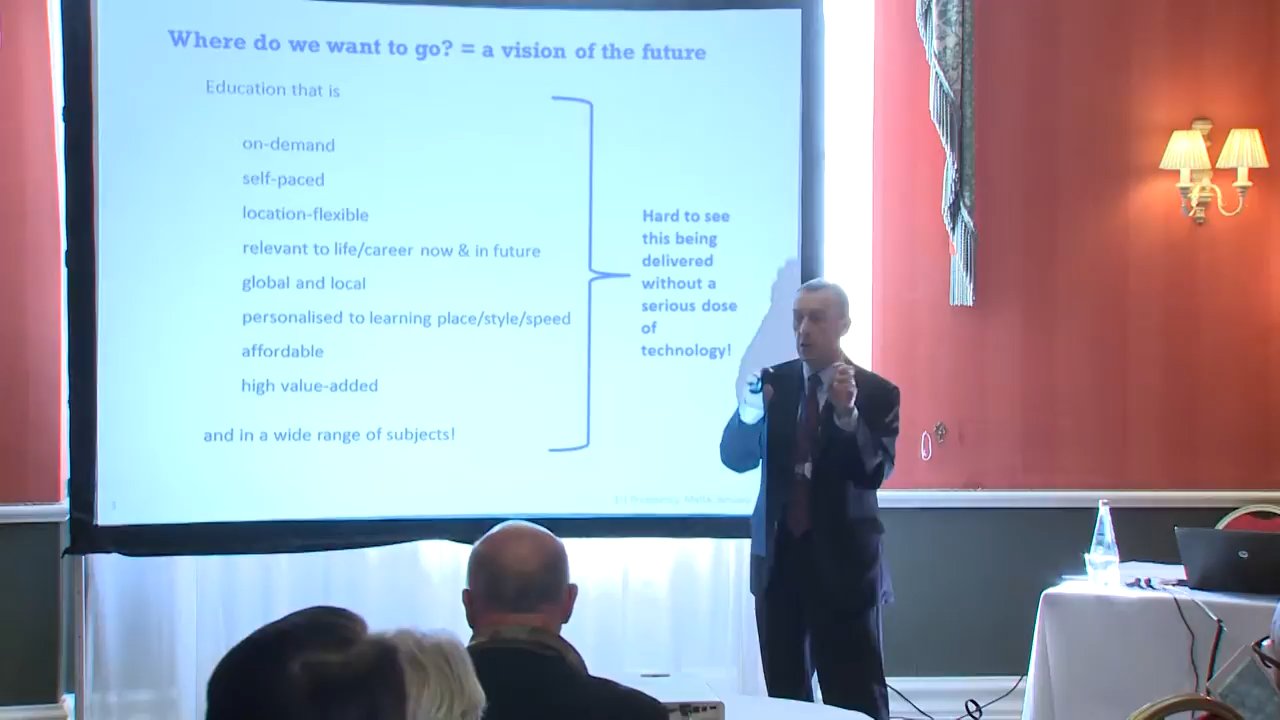 Where do we want to go? = a vision of the future
Education that is
on-demand
self-paced
location-flexible
relevant to life/career now & in future
global and local
personalised to learning place/style/speed
affordable
high value-added
and in a wide range of subjects!
Hard to see
this being
delivered
without a
serious dose
of
technology!